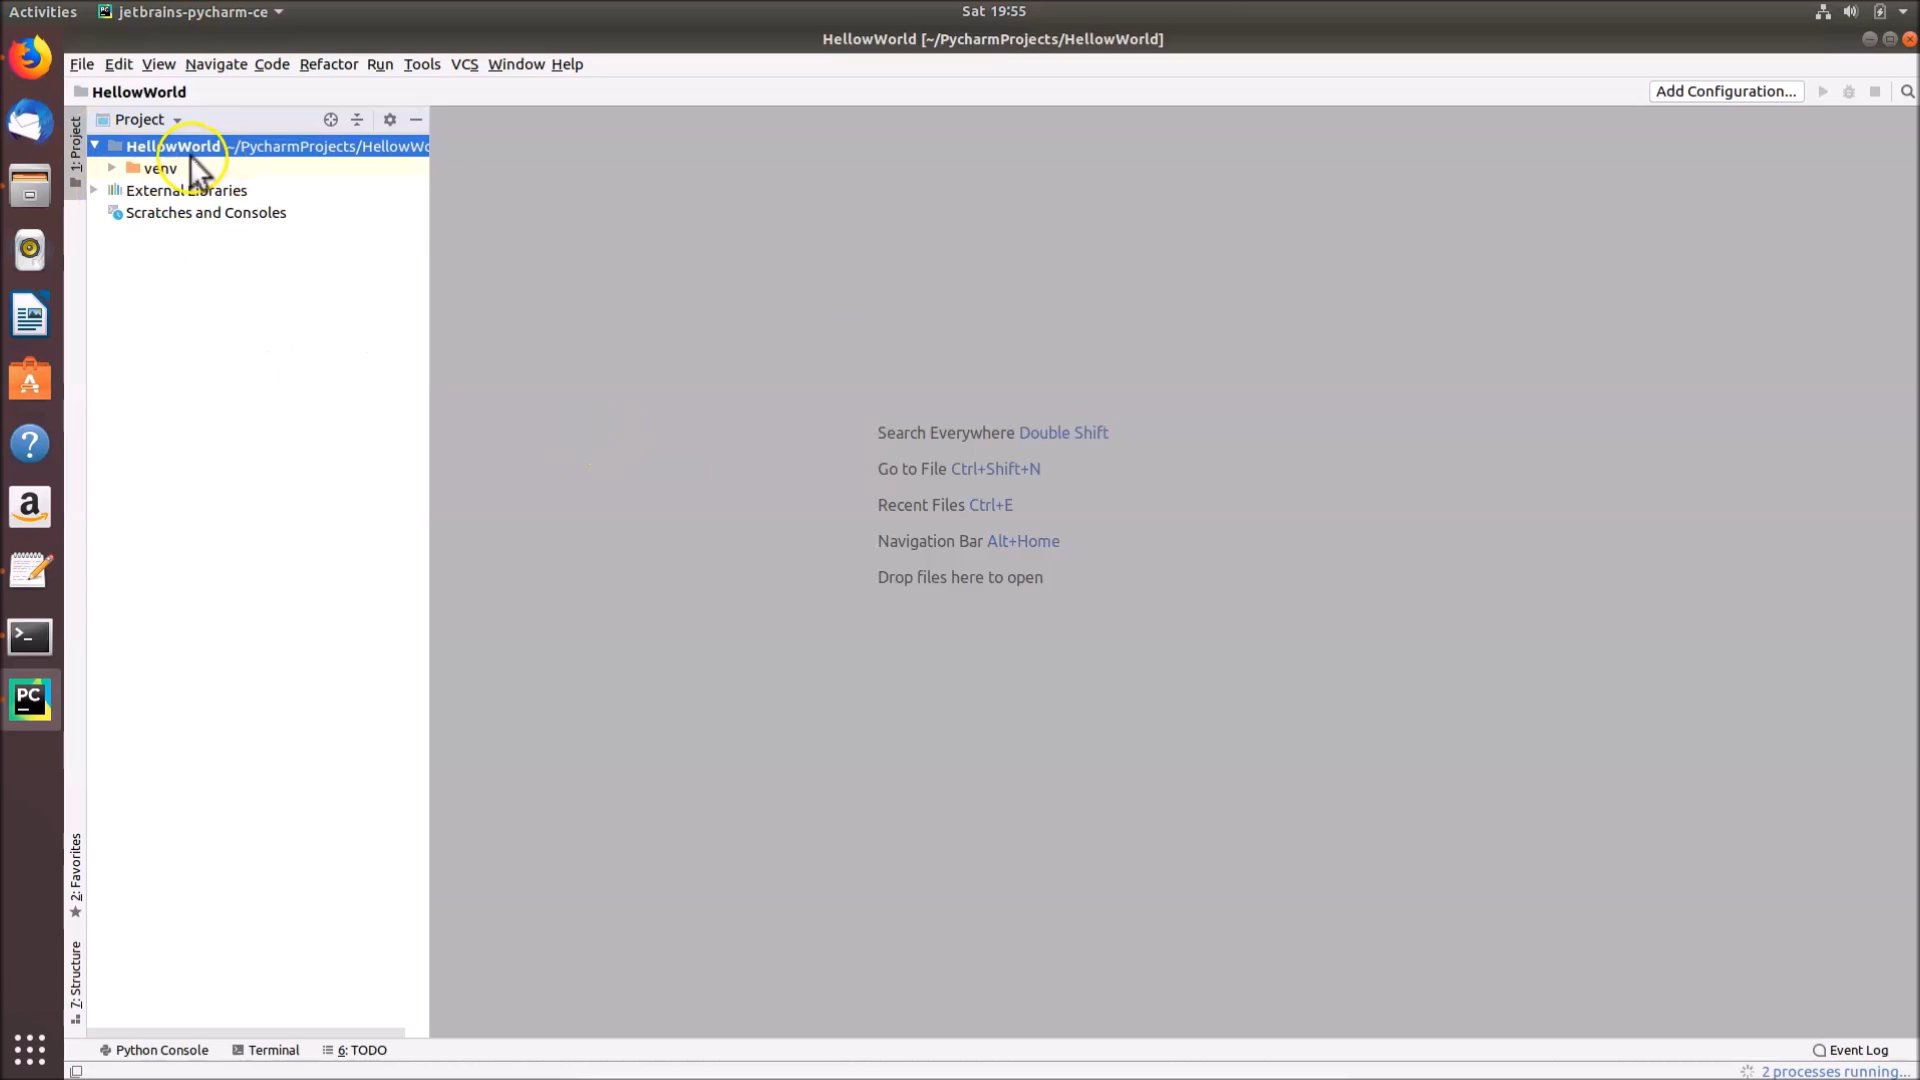 Activities jetbrains-pycharm-ce Sat 19:55
HellowWorld [~/PycharmProjects/HellowWorld]
File Edit View Navigate Code Refactor Run Tools VCS Window Help
HellowWorld Add Configuration...
1: Project
Project
HellowWorld ~/PycharmProjects/HellowWo
venv
External Libraries
Scratches and Consoles
Search Everywhere Double Shift
Go to File Ctrl+Shift+N
Recent Files Ctrl+E
Navigation Bar Alt+Home
Drop files here to open
a
PC
2: Favorites
7: Structure
Python Console Terminal 6: TODO Event Log
2 processes running...